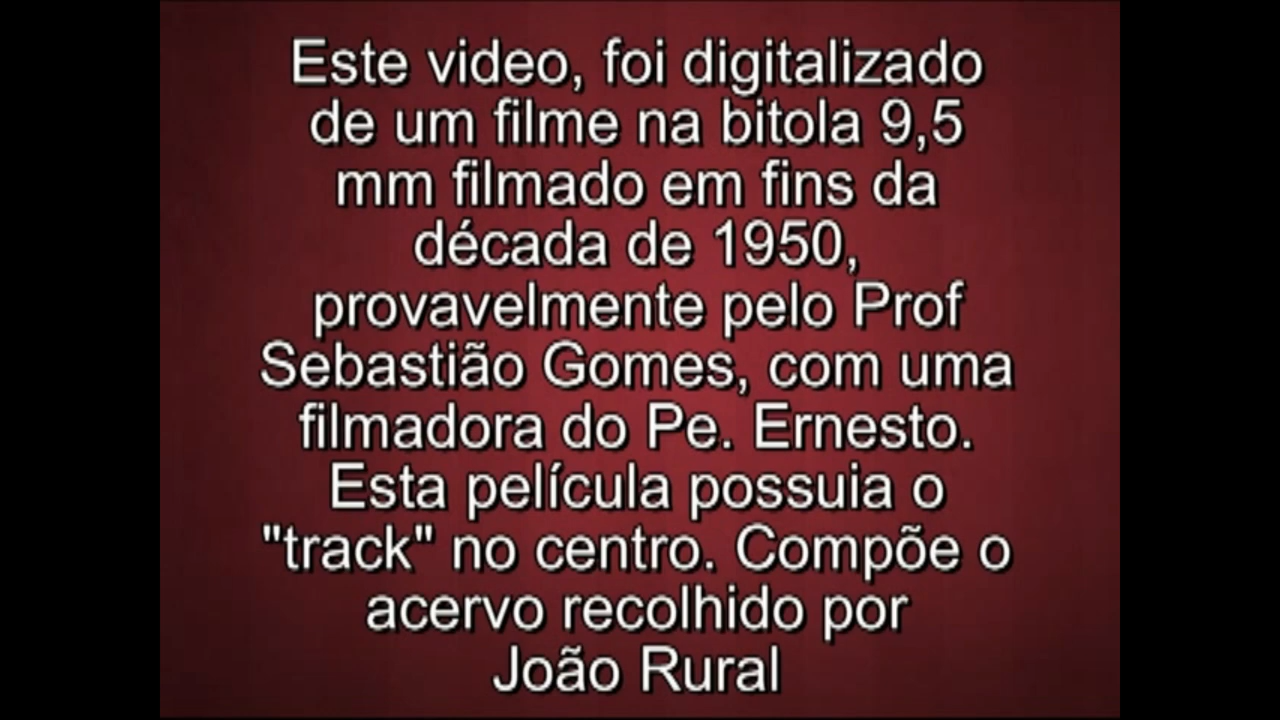 Este video, foi digitalizado
de um filme na bitola 9,5
mm filmado em fins da
década de 1950,
provavelmente pelo Prof
Sebastião Gomes, com uma
filmadora do Pe. Ernesto.
Esta película possuia o
"track" no centro. Compõe o
acervo recolhido por
João Rural